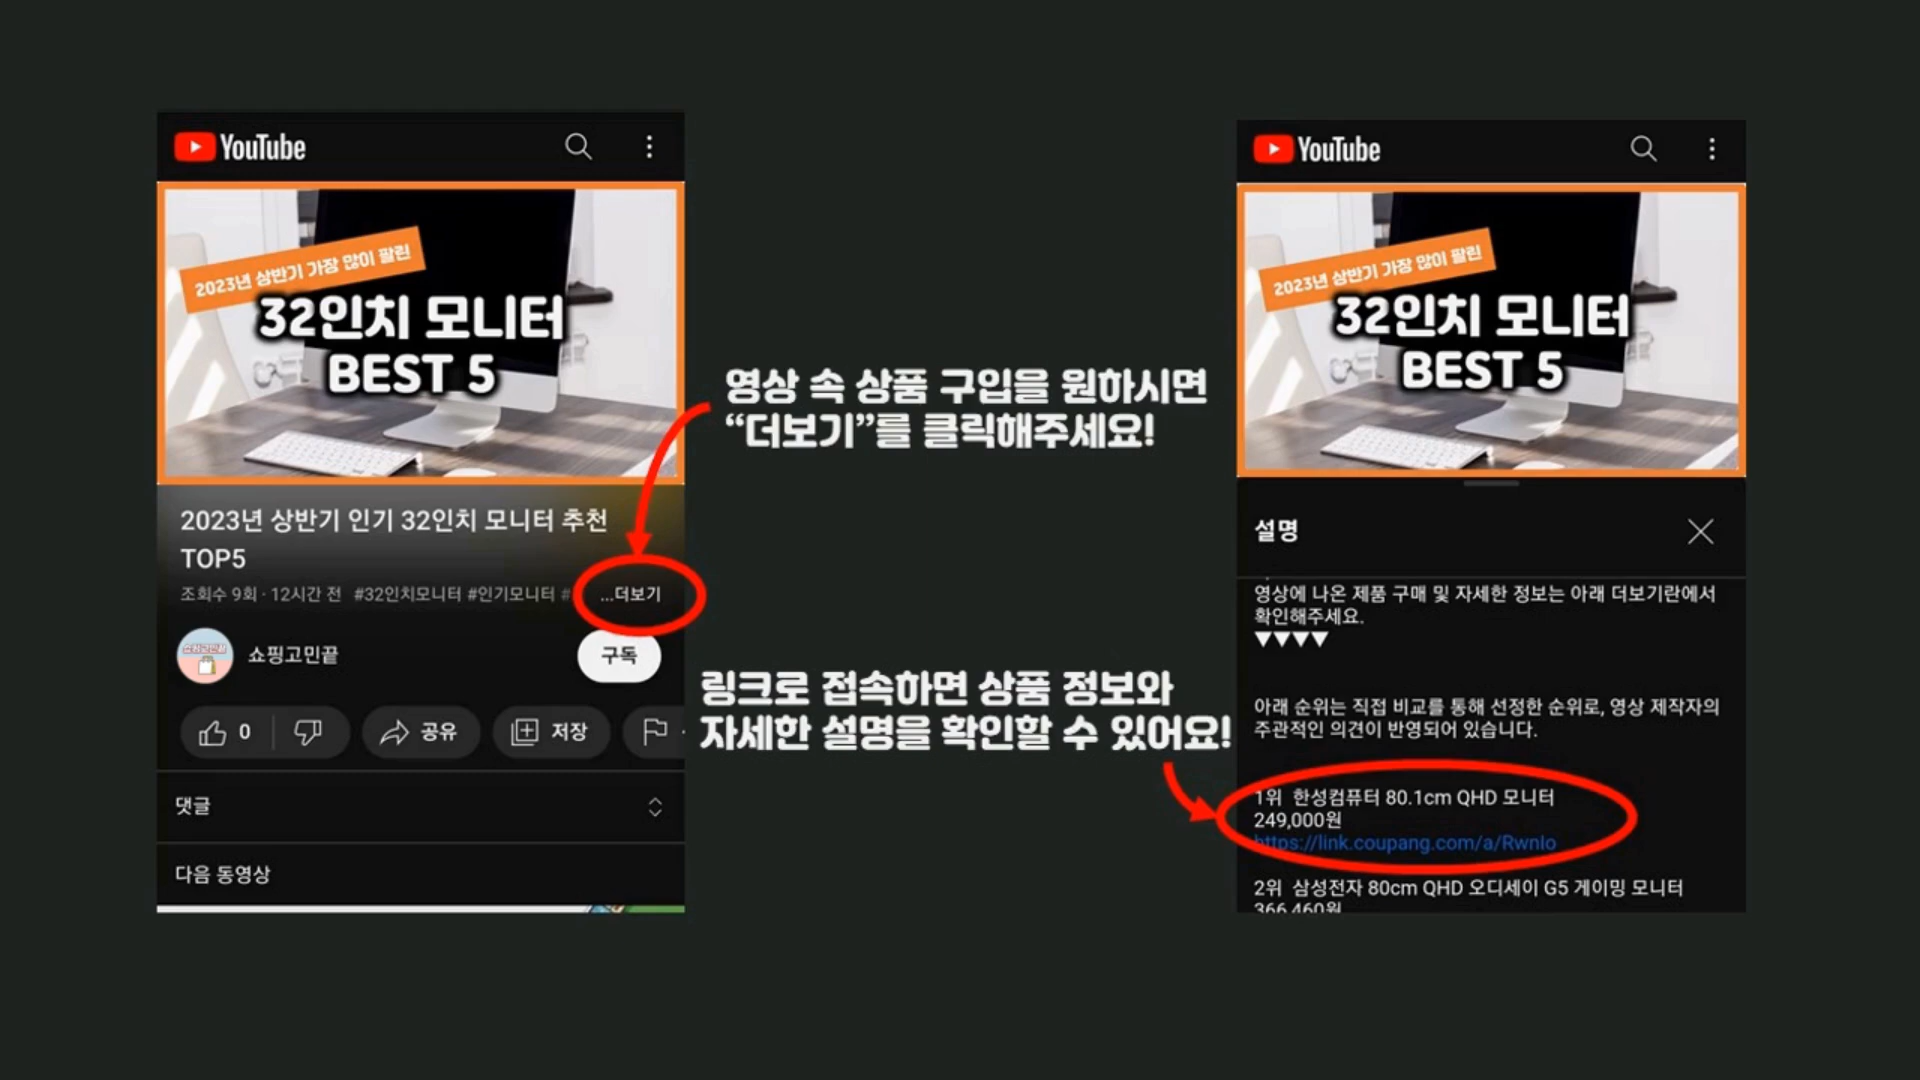 YouTube
2023년 상반기 가장 많이 팔린
32인치 모니터
BEST 5
2023년 상반기 인기 32인치 모니터 추천
TOP5
조회수 9회 · 12시간 전 #32인치모니터 #인기모니터 # ...더보기
쇼핑고민끝
쇼핑고민끝
구독
0
공유
저장
댓글
다음 동영상
영상 속 상품 구입을 원하시면
“더보기”를 클릭해주세요!
링크로 접속하면 상품 정보와
자세한 설명을 확인할 수 있어요!
YouTube
2023년 상반기 가장 많이 팔린
32인치 모니터
BEST 5
설명
영상에 나온 제품 구매 및 자세한 정보는 아래 더보기란에서
확인해주세요.
▼▼▼▼
아래 순위는 직접 비교를 통해 선정한 순위로, 영상 제작자의
주관적인 의견이 반영되어 있습니다.
1위 한성컴퓨터 80.1cm QHD 모니터
249,000원
https://link.coupang.com/a/RwnIo
2위 삼성전자 80cm QHD 오디세이 G5 게이밍 모니터
366,460원